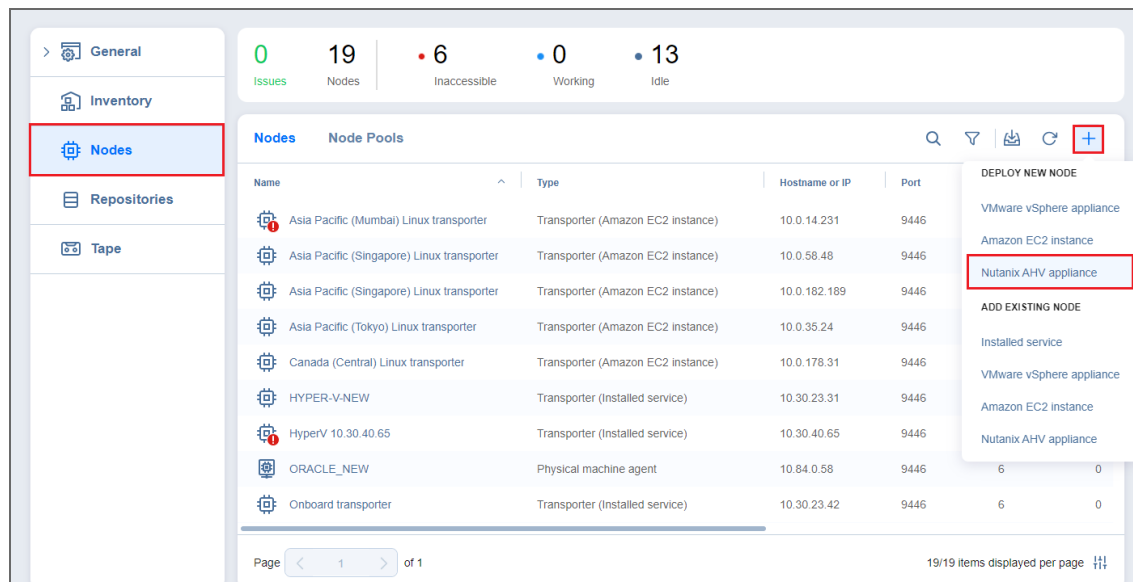 General
Inventory
Nodes
Repositories
Tape
0 19 6 0 13
Issues Nodes Inaccessible Working Idle
Nodes Node Pools
Name Type Hostname or IP Port
Asia Pacific (Mumbai) Linux transporter Transporter (Amazon EC2 instance) 10.0.14.231 9446
Asia Pacific (Singapore) Linux transporter Transporter (Amazon EC2 instance) 10.0.58.48 9446
Asia Pacific (Singapore) Linux transporter Transporter (Amazon EC2 instance) 10.0.182.189 9446
Asia Pacific (Tokyo) Linux transporter Transporter (Amazon EC2 instance) 10.0.35.24 9446
Canada (Central) Linux transporter Transporter (Amazon EC2 instance) 10.0.178.31 9446
HYPER-V-NEW Transporter (Installed service) 10.30.23.31 9446
HyperV 10.30.40.65 Transporter (Installed service) 10.30.40.65 9446
ORACLE_NEW Physical machine agent 10.84.0.58 9446 6 0
Onboard transporter Transporter (Installed service) 10.30.23.42 9446 6 0
DEPLOY NEW NODE
VMware vSphere appliance
Amazon EC2 instance
Nutanix AHV appliance
ADD EXISTING NODE
Installed service
VMware vSphere appliance
Amazon EC2 instance
Nutanix AHV appliance
Page 1 of 1 19/19 items displayed per page